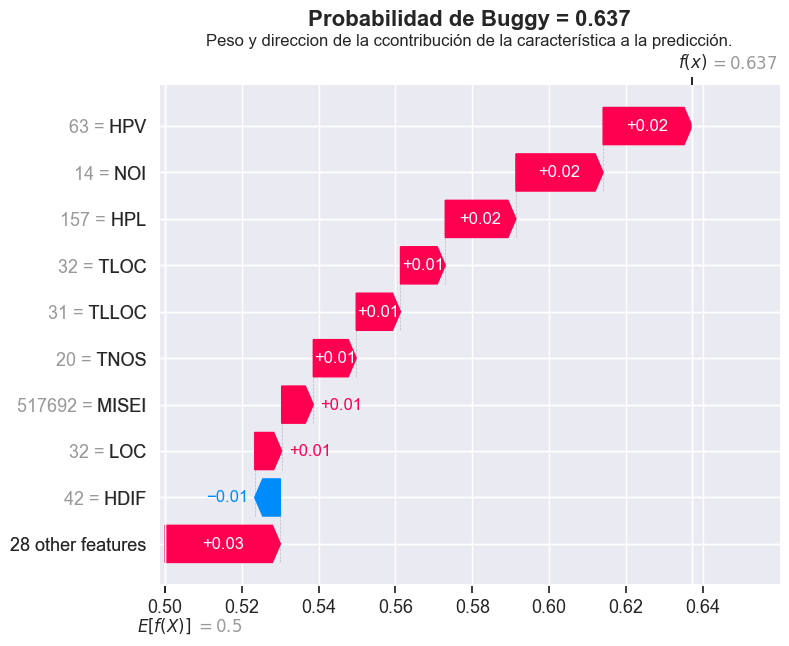 Probabilidad de Buggy = 0.637
Peso y direccion de la ccontribución de la característica a la predicción.
f(x) = 0.637
63 = HPV +0.02
14 = NOI +0.02
157 = HPL +0.02
32 = TLOC +0.01
31 = TLLOC +0.01
20 = TNOS +0.01
517692 = MISEI +0.01
32 = LOC +0.01
42 = HDIF −0.01
28 other features +0.03
0.50 0.52 0.54 0.56 0.58 0.60 0.62 0.64
E[f(X)] = 0.5